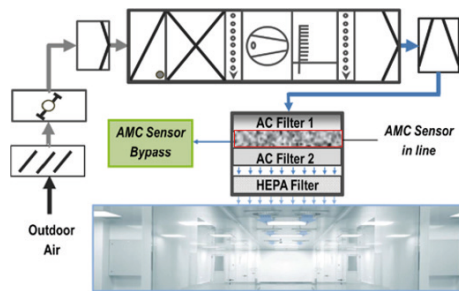 AC Filter 1
AMC Sensor
Bypass
AMC Sensor
in line
AC Filter 2
HEPA Filter
Outdoor
Air